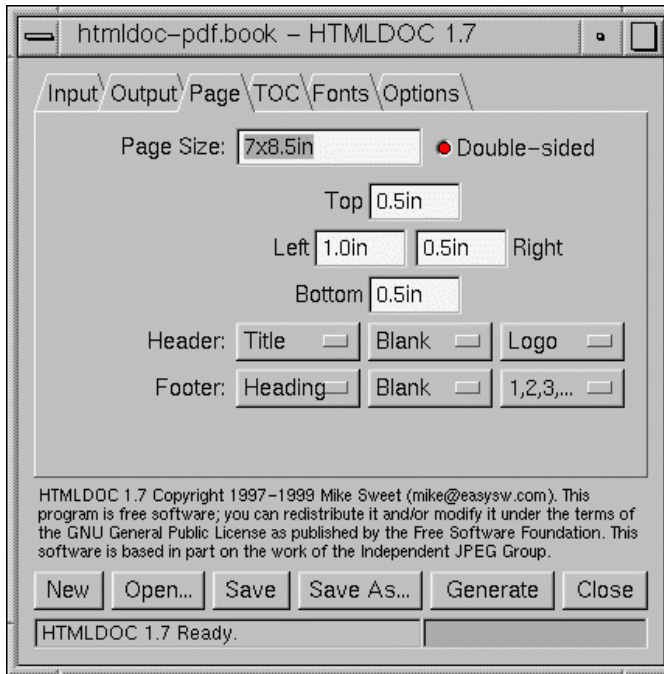 htmldoc-pdf.book - HTMLDOC 1.7
Input Output Page TOC Fonts Options
Page Size: 7x8.5in Double-sided
Top 0.5in
Left 1.0in 0.5in Right
Bottom 0.5in
Header: Title Blank Logo
Footer: Heading Blank 1,2,3,...
HTMLDOC 1.7 Copyright 1997-1999 Mike Sweet (mike@easysw.com). This
program is free software; you can redistribute it and/or modify it under the terms of
the GNU General Public License as published by the Free Software Foundation. This
software is based in part on the work of the Independent JPEG Group.
New Open... Save Save As... Generate Close
HTMLDOC 1.7 Ready.